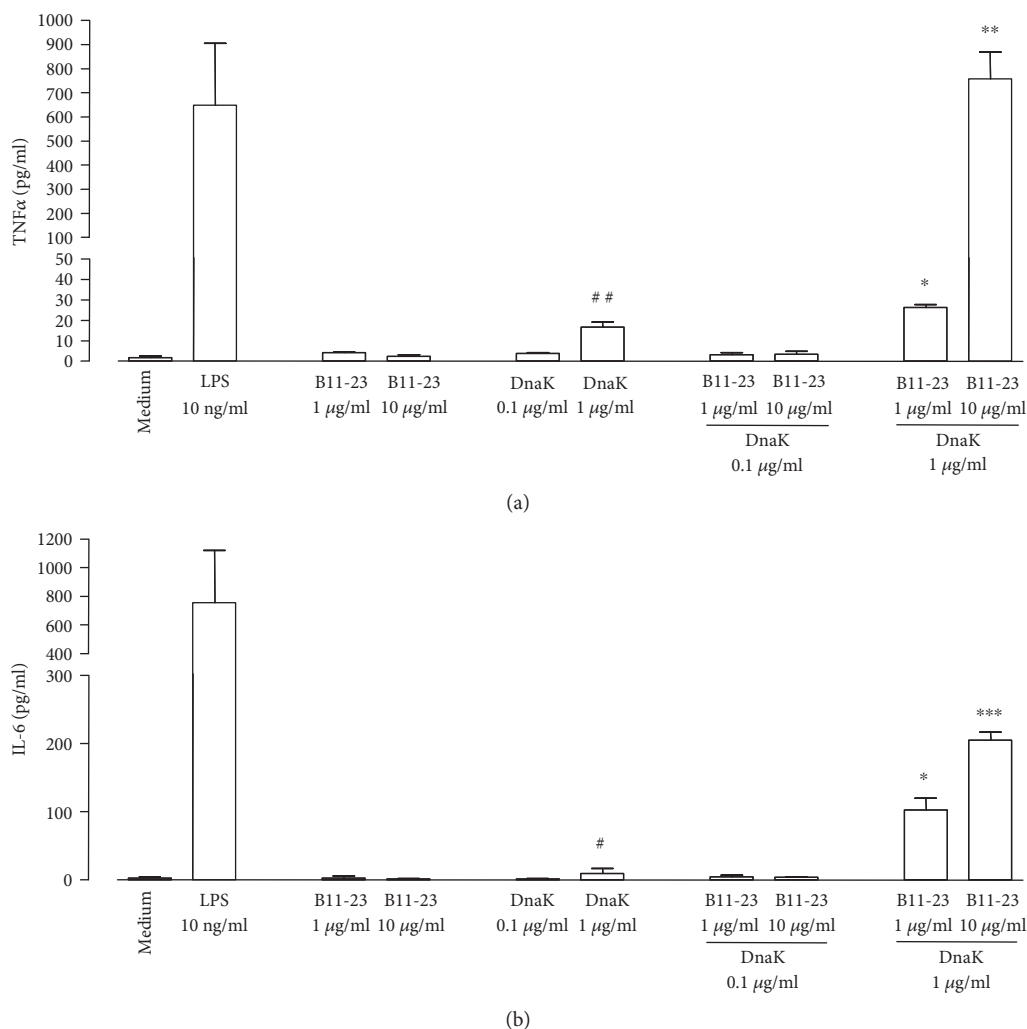 1000
900
800
700
600
500
400
300
200
100
50
40
30
20
10
0
TNFα (pg/ml)
##
*
**
Medium
LPS
10 ng/ml
B11-23
1 μg/ml
B11-23
10 μg/ml
DnaK
0.1 μg/ml
DnaK
1 μg/ml
B11-23
1 μg/ml
B11-23
10 μg/ml
DnaK
0.1 μg/ml
B11-23
1 μg/ml
B11-23
10 μg/ml
DnaK
1 μg/ml
(a)
1200
1000
800
600
400
300
200
100
0
IL-6 (pg/ml)
#
*
***
Medium
LPS
10 ng/ml
B11-23
1 μg/ml
B11-23
10 μg/ml
DnaK
0.1 μg/ml
DnaK
1 μg/ml
B11-23
1 μg/ml
B11-23
10 μg/ml
DnaK
0.1 μg/ml
B11-23
1 μg/ml
B11-23
10 μg/ml
DnaK
1 μg/ml
(b)